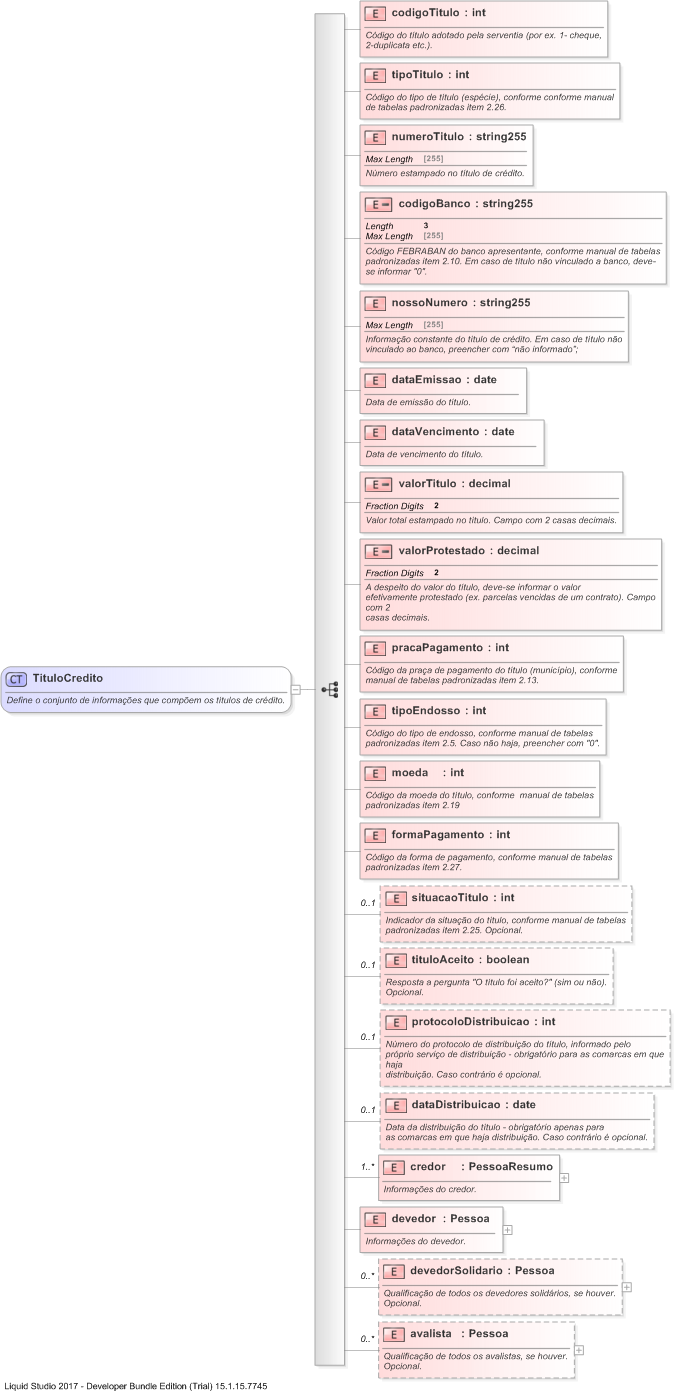 E codigoTitulo : int
Código do título adotado pela serventia (por ex. 1- cheque,
2-duplicata etc.).
E tipoTitulo : int
Código do tipo de título (espécie), conforme conforme manual
de tabelas padronizadas item 2.26.
E numeroTitulo : string255
Max Length [255]
Número estampado no título de crédito.
E codigoBanco : string255
Length 3
Max Length [255]
Código FEBRABAN do banco apresentante, conforme manual de tabelas
padronizadas item 2.10. Em caso de título não vinculado a banco, deve-
se informar "0".
E nossoNumero : string255
Max Length [255]
Informação constante do título de crédito. Em caso de título não
vinculado ao banco, preencher com “não informado”;
E dataEmissao : date
Data de emissão do título.
E dataVencimento : date
Data de vencimento do título.
E valorTitulo : decimal
Fraction Digits 2
Valor total estampado no título. Campo com 2 casas decimais.
E valorProtestado : decimal
Fraction Digits 2
A despeito do valor do título, deve-se informar o valor
efetivamente protestado (ex. parcelas vencidas de um contrato). Campo
com 2
casas decimais.
E pracaPagamento : int
Código da praça de pagamento do título (município), conforme
manual de tabelas padronizadas item 2.13.
CT TituloCredito
Define o conjunto de informações que compõem os títulos de crédito.
E tipoEndosso : int
Código do tipo de endosso, conforme manual de tabelas
padronizadas item 2.5. Caso não haja, preencher com "0".
E moeda : int
Código da moeda do título, conforme  manual de tabelas
padronizadas item 2.19
E formaPagamento : int
Código da forma de pagamento, conforme manual de tabelas
padronizadas item 2.27.
0..1 E situacaoTitulo : int
Indicador da situação do título, conforme manual de tabelas
padronizadas item 2.25. Opcional.
0..1 E tituloAceito : boolean
Resposta a pergunta "O título foi aceito?" (sim ou não).
Opcional.
0..1 E protocoloDistribuicao : int
Número do protocolo de distribuição do título, informado pelo
próprio serviço de distribuição - obrigatório para as comarcas em que
haja
distribuição. Caso contrário é opcional.
0..1 E dataDistribuicao : date
Data da distribuição do título - obrigatório apenas para
as comarcas em que haja distribuição. Caso contrário é opcional.
1..* E credor : PessoaResumo
Informações do credor.
E devedor : Pessoa
Informações do devedor.
0..* E devedorSolidario : Pessoa
Qualificação de todos os devedores solidários, se houver.
Opcional.
0..* E avalista : Pessoa
Qualificação de todos os avalistas, se houver.
Opcional.
Liquid Studio 2017 - Developer Bundle Edition (Trial) 15.1.15.7745